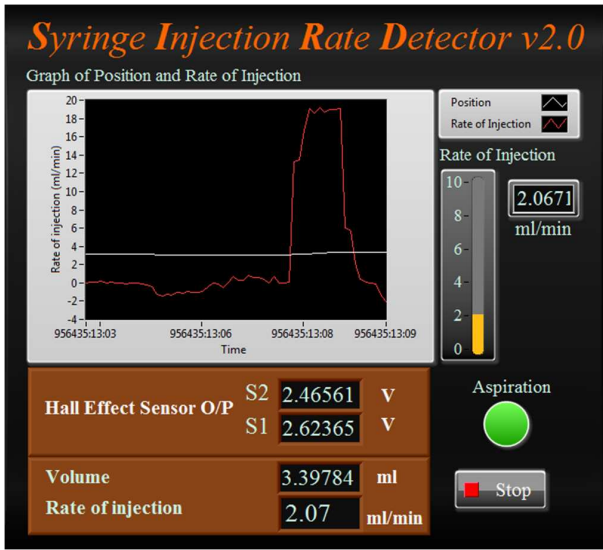 Syringe Injection Rate Detector v2.0
Graph of Position and Rate of Injection
Position
Rate of Injection
Rate of injection (ml/min)
20
18
16
14
12
10
8
6
4
2
0
-2
-4
956435:13:03
956435:13:06
956435:13:08
956435:13:09
Time
Rate of Injection
10
8
6
4
2
0
2.0671
ml/min
Hall Effect Sensor O/P
S2 2.46561 V
S1 2.62365 V
Aspiration
Volume 3.39784 ml
Rate of injection 2.07 ml/min
Stop